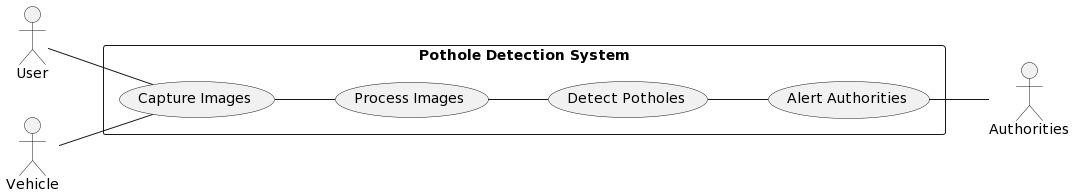 User
Vehicle
Pothole Detection System
Capture Images
Process Images
Detect Potholes
Alert Authorities
Authorities